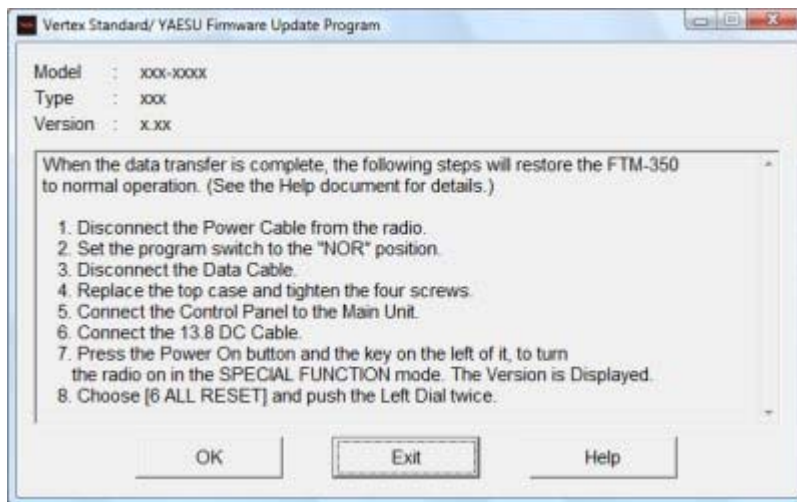 Vertex Standard/ YAESU Firmware Update Program
Model : xxx-xxxx
Type : xxx
Version : x.xx
When the data transfer is complete, the following steps will restore the FTM-350
to normal operation. (See the Help document for details.)
1. Disconnect the Power Cable from the radio.
2. Set the program switch to the "NOR" position.
3. Disconnect the Data Cable.
4. Replace the top case and tighten the four screws.
5. Connect the Control Panel to the Main Unit.
6. Connect the 13.8 DC Cable.
7. Press the Power On button and the key on the left of it, to turn
the radio on in the SPECIAL FUNCTION mode. The Version is Displayed.
8. Choose [6 ALL RESET] and push the Left Dial twice.
OK Exit Help